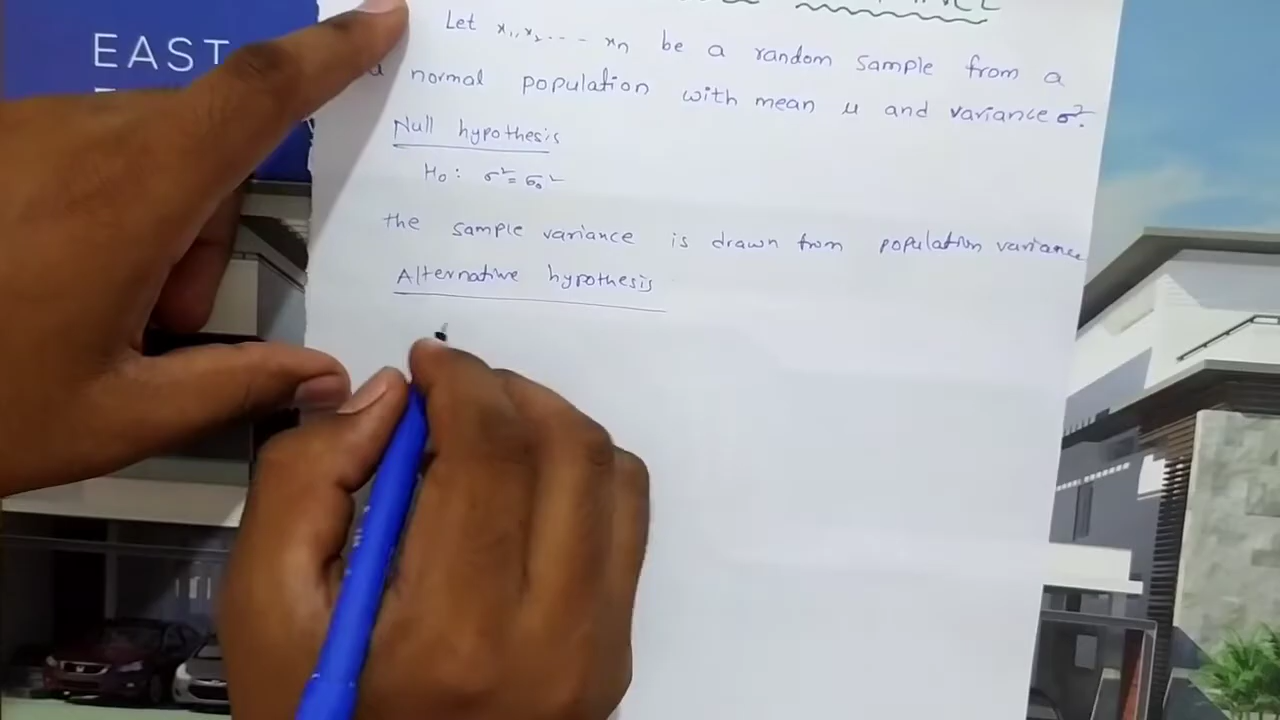 EAST
Let x₁, x₂ ---- xn be a random sample from a
a normal population with mean μ and variance σ².
Null hypothesis
H₀ : σ² = σ₀²
the sample variance is drawn from population variance
Alternative hypothesis